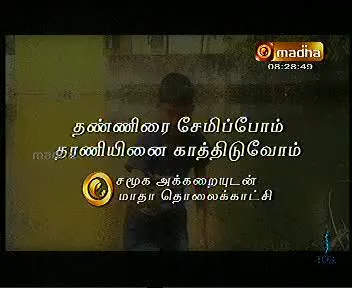 madha
08:28:49
தண்ணிரை சேமிப்போம்
தரணியினை காத்திடுவோம்
சமூக அக்கறையுடன்
மாதா தொலைக்காட்சி